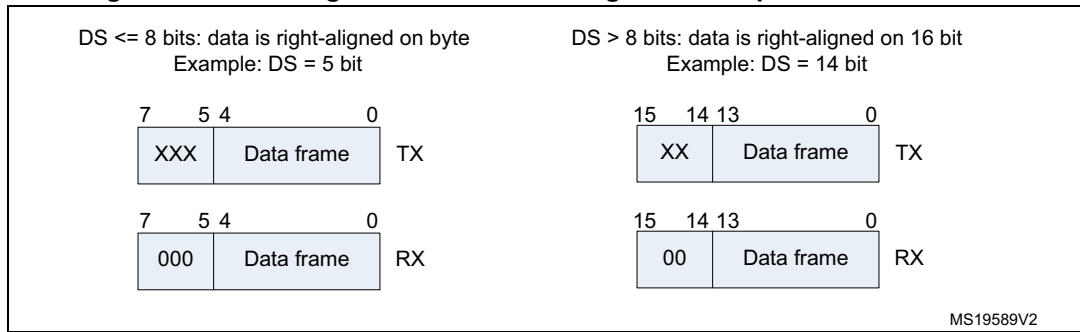 DS <= 8 bits: data is right-aligned on byte
Example: DS = 5 bit
7 5 4 0
XXX Data frame TX
7 5 4 0
000 Data frame RX
DS > 8 bits: data is right-aligned on 16 bit
Example: DS = 14 bit
15 14 13 0
XX Data frame TX
15 14 13 0
00 Data frame RX
MS19589V2